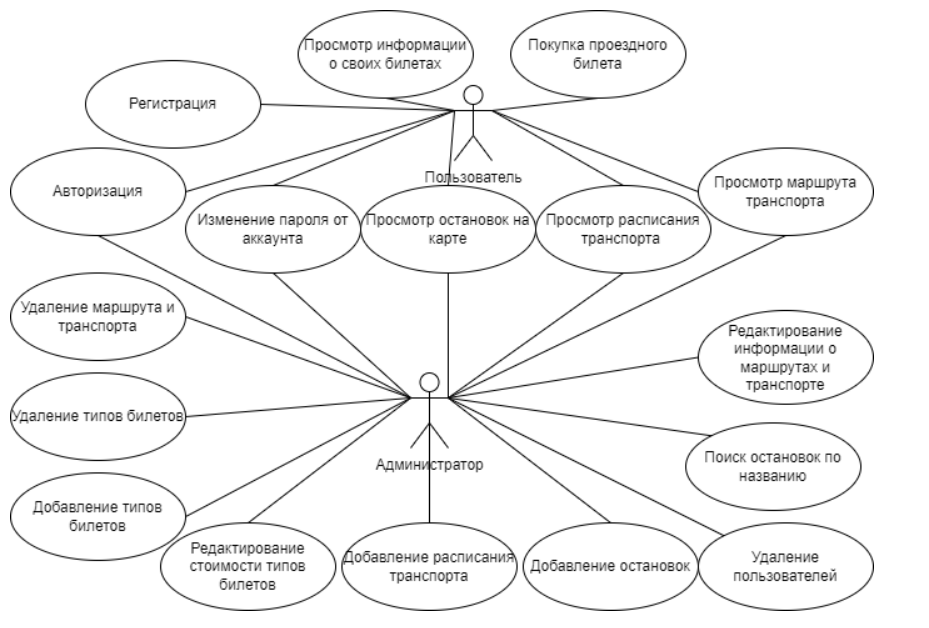 Просмотр информации
о своих билетах
Покупка проездного
билета
Регистрация
Пользователь
Авторизация
Изменение пароля от
аккаунта
Просмотр остановок на
карте
Просмотр расписания
транспорта
Просмотр маршрута
транспорта
Удаление маршрута и
транспорта
Редактирование
информации о
маршрутах и
транспорте
Удаление типов билетов
Администратор
Поиск остановок по
названию
Добавление типов
билетов
Редактирование
стоимости типов
билетов
Добавление расписания
транспорта
Добавление остановок
Удаление
пользователей